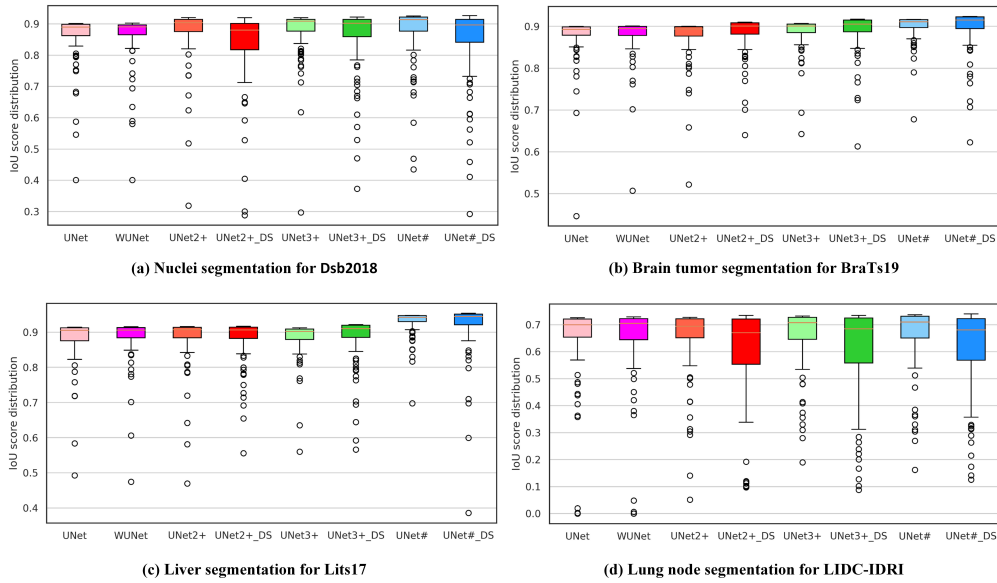 IoU score distribution
0.9
0.8
0.7
0.6
0.5
0.4
0.3
UNet WUNet UNet2+ UNet2+_DS UNet3+ UNet3+_DS UNet# UNet#_DS
(a) Nuclei segmentation for Dsb2018
IoU score distribution
0.9
0.8
0.7
0.9
0.5
UNet WUNet UNet2+ UNet2+_DS UNet3+ UNet3+_DS UNet# UNet#_DS
(b) Brain tumor segmentation for BraTs19
IoU score distribution
0.9
0.8
0.7
0.9
0.5
0.4
UNet WUNet UNet2+ UNet2+_DS UNet3+ UNet3+_DS UNet# UNet#_DS
(c) Liver segmentation for Lits17
IoU score distribution
0.7
0.6
0.5
0.4
0.3
0.2
0.1
0.0
UNet WUNet UNet2+ UNet2+_DS UNet3+ UNet3+_DS UNet# UNet#_DS
(d) Lung node segmentation for LIDC-IDRI